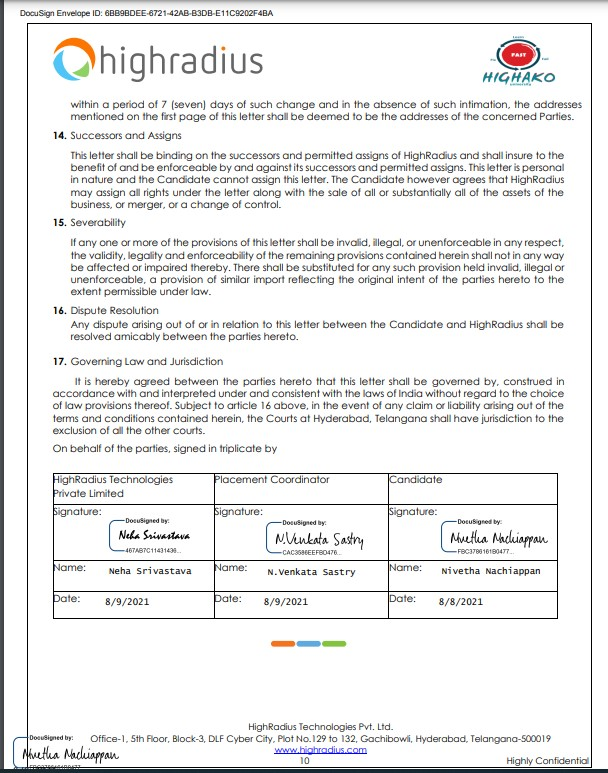 DocuSign Envelope ID: 6BB9BDEE-6721-42AB-B3DB-E11C9202F4BA
highradius
FAST
HIGHAKO
within a period of 7 (seven) days of such change and in the absence of such intimation, the addresses
mentioned on the first page of this letter shall be deemed to be the addresses of the concerned Parties.
14. Successors and Assigns
This letter shall be binding on the successors and permitted assigns of HighRadius and shall insure to the
benefit of and be enforceable by and against its successors and permitted assigns. This letter is personal
in nature and the Candidate cannot assign this letter. The Candidate however agrees that HighRadius
may assign all rights under the letter along with the sale of all or substantially all of the assets of the
business, or merger, or a change of control.
15. Severability
If any one or more of the provisions of this letter shall be invalid, illegal, or unenforceable in any respect,
the validity, legality and enforceability of the remaining provisions contained herein shall not in any way
be affected or impaired thereby. There shall be substituted for any such provision held invalid, illegal or
unenforceable, a provision of similar import reflecting the original intent of the parties hereto to the
extent permissible under law.
16. Dispute Resolution
Any dispute arising out of or in relation to this letter between the Candidate and HighRadius shall be
resolved amicably between the parties hereto.
17. Governing Law and Jurisdiction
It is hereby agreed between the parties hereto that this letter shall be governed by, construed in
accordance with and interpreted under and consistent with the laws of India without regard to the choice
of law provisions thereof. Subject to article 16 above, in the event of any claim or liability arising out of the
terms and conditions contained herein, the Courts at Hyderabad, Telangana shall have jurisdiction to the
exclusion of all the other courts.
On behalf of the parties, signed in triplicate by
HighRadius Technologies Private Limited
Placement Coordinator
Candidate
Signature: DocuSigned by: Neha Srivastava 467AB7C11431436...
Signature: DocuSigned by: N.Venkata Sastry CAC3586EEFBD476...
Signature: DocuSigned by: Nivetha Nachiappan FBC3786161B0477...
Name: Neha Srivastava
Name: N.Venkata Sastry
Name: Nivetha Nachiappan
Date: 8/9/2021
Date: 8/9/2021
Date: 8/8/2021
HighRadius Technologies Pvt. Ltd.
Office-1, 5th Floor, Block-3, DLF Cyber City, Plot No.129 to 132, Gachibowli, Hyderabad, Telangana-500019
www.highradius.com
10
Highly Confidential
DocuSigned by:
Nivetha Nachiappan